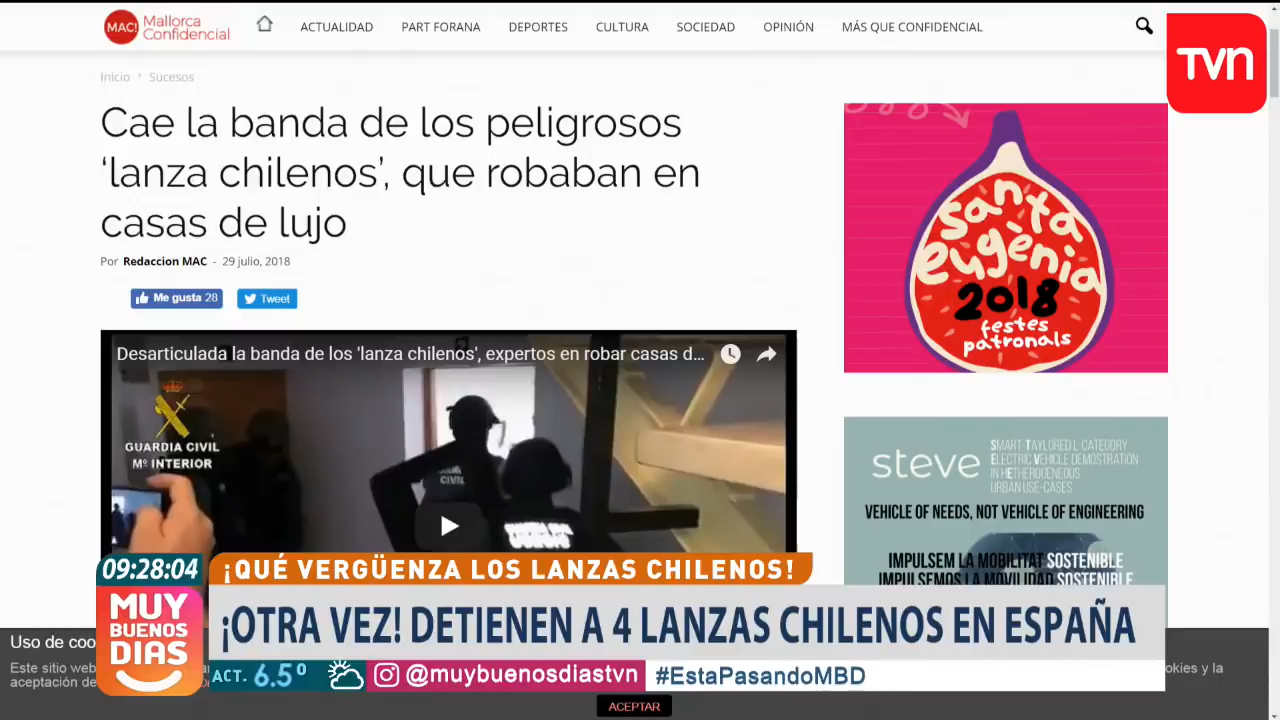 MAC! Mallorca Confidencial
ACTUALIDAD PART FORANA DEPORTES CULTURA SOCIEDAD OPINIÓN MÁS QUE CONFIDENCIAL
TVN
Inicio › Sucesos
Cae la banda de los peligrosos
‘lanza chilenos’, que robaban en
casas de lujo
Por Redaccion MAC - 29 julio, 2018
Me gusta 28 Tweet
Desarticulada la banda de los 'lanza chilenos', expertos en robar casas d...
GUARDIA CIVIL
Mº INTERIOR
CIVIL
santa
eugènia
2018
festes
patronals
steve
SMART-TAYLORED L-CATEGORY
ELECTRIC VEHICLE DEMOSTRATION
IN HETHEROGENEOUS
URBAN USE-CASES
VEHICLE OF NEEDS, NOT VEHICLE OF ENGINEERING
IMPULSEM LA MOBILITAT SOSTENIBLE
IMPULSEMOS LA MOVILIDAD SOSTENIBLE
09:28:04
¡QUÉ VERGÜENZA LOS LANZAS CHILENOS!
MUY
BUENOS
DIAS
¡OTRA VEZ! DETIENEN A 4 LANZAS CHILENOS EN ESPAÑA
ACT. 6.5º @muybuenosdiastvn #EstaPasandoMBD
Uso de coo
Este sitio web
aceptación de
okies y la
ACEPTAR